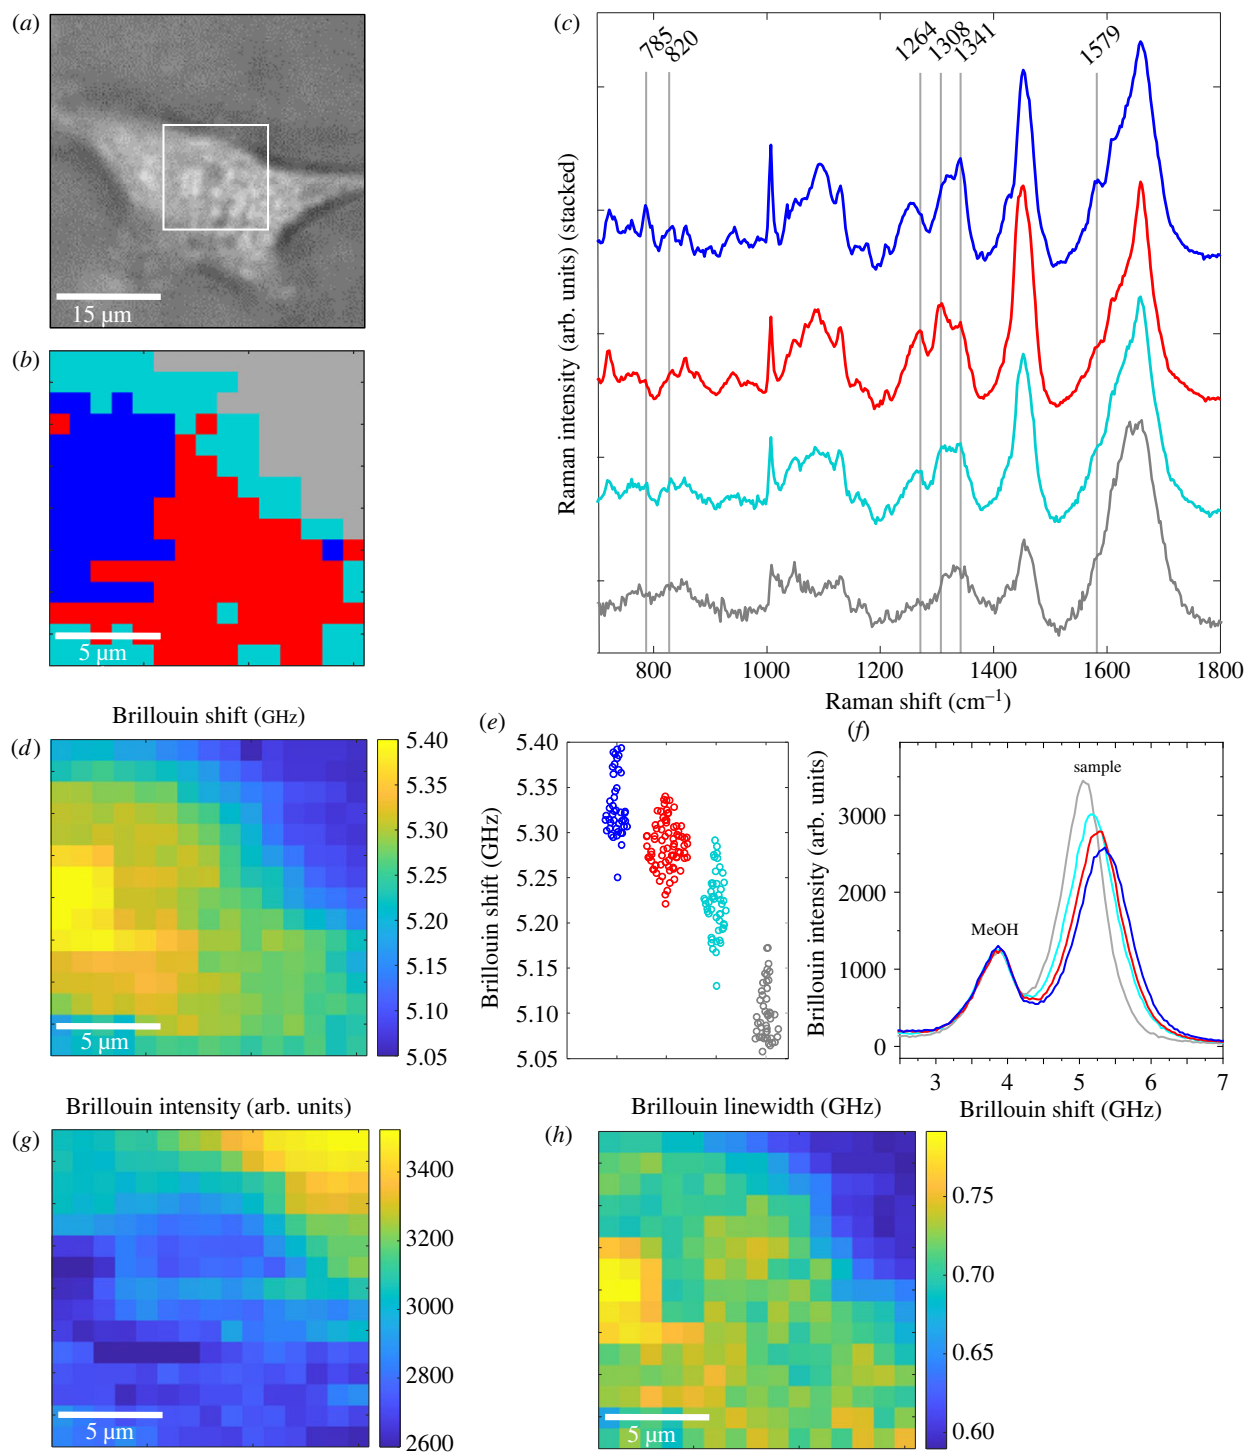 (a)
15 µm
(b)
5 µm
(c)
785
820
1264
1308
1341
1579
Raman intensity (arb. units) (stacked)
800 1000 1200 1400 1600 1800
Raman shift (cm⁻¹)
Brillouin shift (GHz)
(d)
5.40
5.35
5.30
5.25
5.20
5.15
5.10
5.05
5 µm
(e)
Brillouin shift (GHz)
5.40
5.35
5.30
5.25
5.20
5.15
5.10
5.05
(f)
Brillouin intensity (arb. units)
3000
2000
1000
0
MeOH
sample
3 4 5 6 7
Brillouin shift (GHz)
Brillouin intensity (arb. units)
(g)
3400
3200
3000
2800
2600
5 µm
Brillouin linewidth (GHz)
(h)
0.75
0.70
0.65
0.60
5 µm